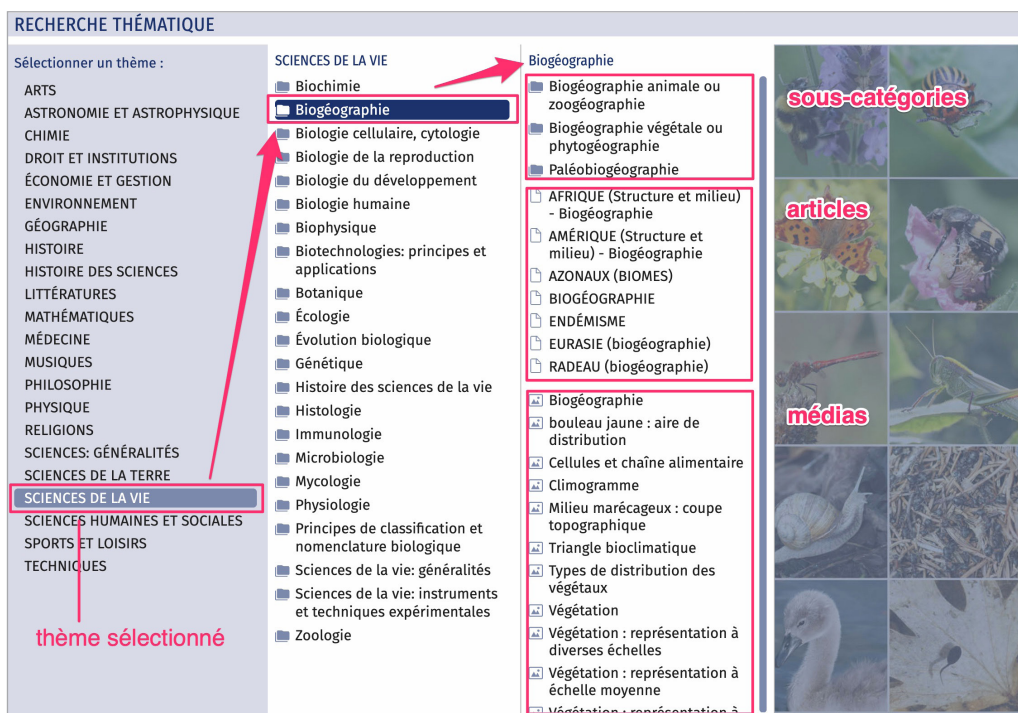 RECHERCHE THÉMATIQUE
Sélectionner un thème :
ARTS
ASTRONOMIE ET ASTROPHYSIQUE
CHIMIE
DROIT ET INSTITUTIONS
ÉCONOMIE ET GESTION
ENVIRONNEMENT
GÉOGRAPHIE
HISTOIRE
HISTOIRE DES SCIENCES
LITTÉRATURES
MATHÉMATIQUES
MÉDECINE
MUSIQUES
PHILOSOPHIE
PHYSIQUE
RELIGIONS
SCIENCES: GÉNÉRALITÉS
SCIENCES DE LA TERRE
SCIENCES DE LA VIE
SCIENCES HUMAINES ET SOCIALES
SPORTS ET LOISIRS
TECHNIQUES
thème sélectionné
SCIENCES DE LA VIE
Biochimie
Biogéographie
Biologie cellulaire, cytologie
Biologie de la reproduction
Biologie du développement
Biologie humaine
Biophysique
Biotechnologies: principes et
applications
Botanique
Écologie
Évolution biologique
Génétique
Histoire des sciences de la vie
Histologie
Immunologie
Microbiologie
Mycologie
Physiologie
Principes de classification et
nomenclature biologique
Sciences de la vie: généralités
Sciences de la vie: instruments
et techniques expérimentales
Zoologie
Biogéographie
Biogéographie animale ou
zoogéographie
Biogéographie végétale ou
phytogéographie
Paléobiogéographie
AFRIQUE (Structure et milieu)
- Biogéographie
AMÉRIQUE (Structure et
milieu) - Biogéographie
AZONAUX (BIOMES)
BIOGÉOGRAPHIE
ENDÉMISME
EURASIE (biogéographie)
RADEAU (biogéographie)
Biogéographie
bouleau jaune : aire de
distribution
Cellules et chaîne alimentaire
Climogramme
Milieu marécageux : coupe
topographique
Triangle bioclimatique
Types de distribution des
végétaux
Végétation
Végétation : représentation à
diverses échelles
Végétation : représentation à
échelle moyenne
Végétation : représentation à
sous-catégories
articles
médias